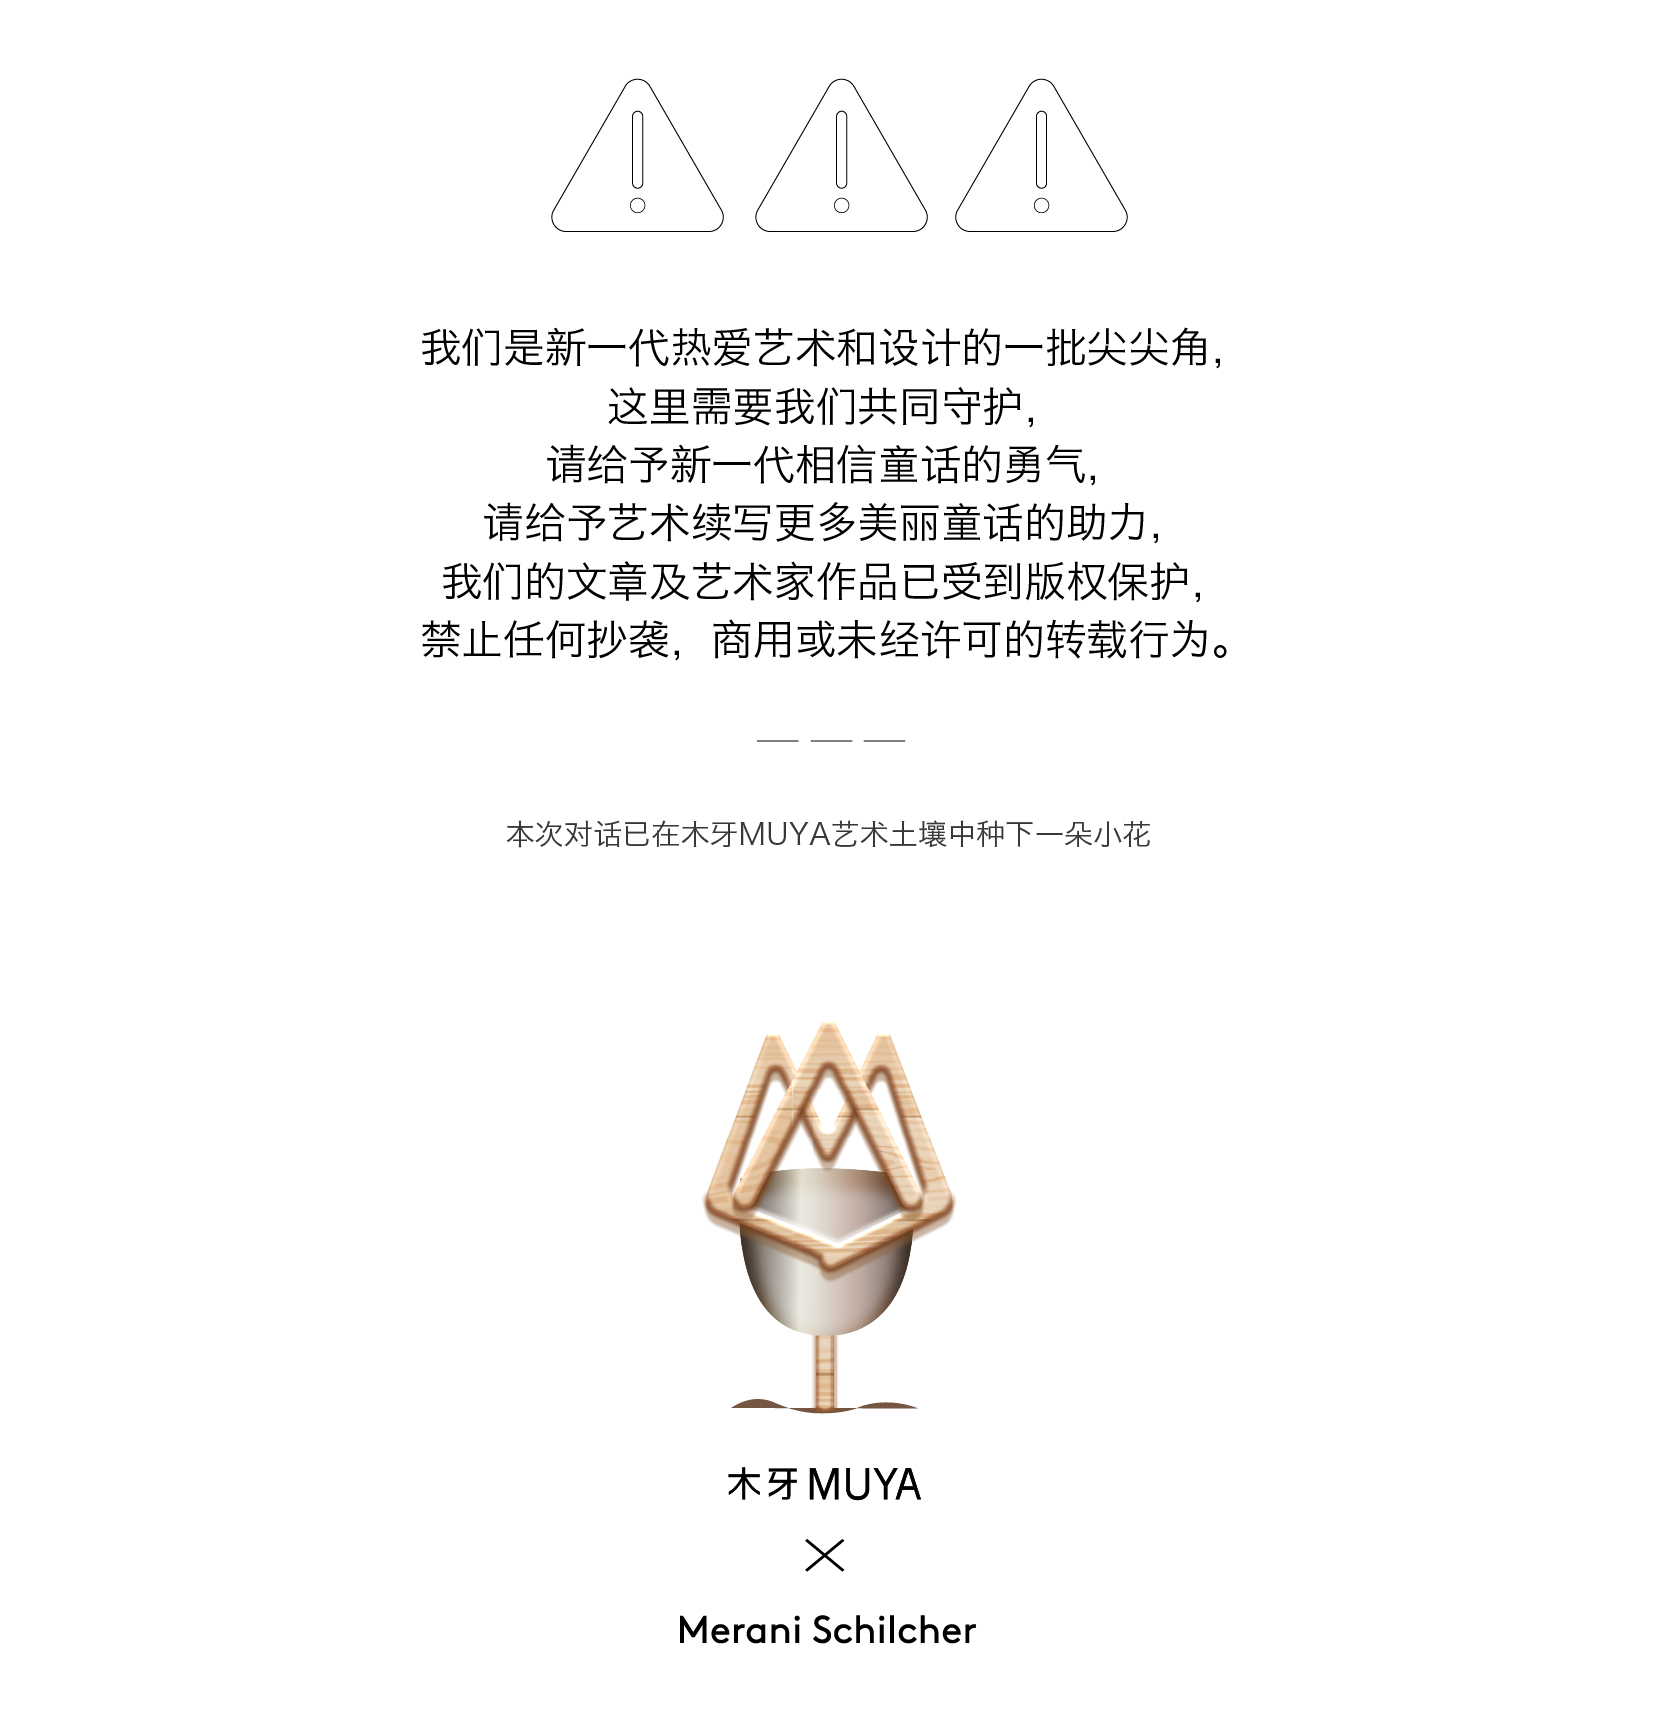 我们是新一代热爱艺术和设计的一批尖尖角，
这里需要我们共同守护，
请给予新一代相信童话的勇气，
请给予艺术续写更多美丽童话的助力，
我们的文章及艺术家作品已受到版权保护，
禁止任何抄袭，商用或未经许可的转载行为。
本次对话已在木牙MUYA艺术土壤中种下一朵小花
木牙MUYA
×
Merani Schilcher